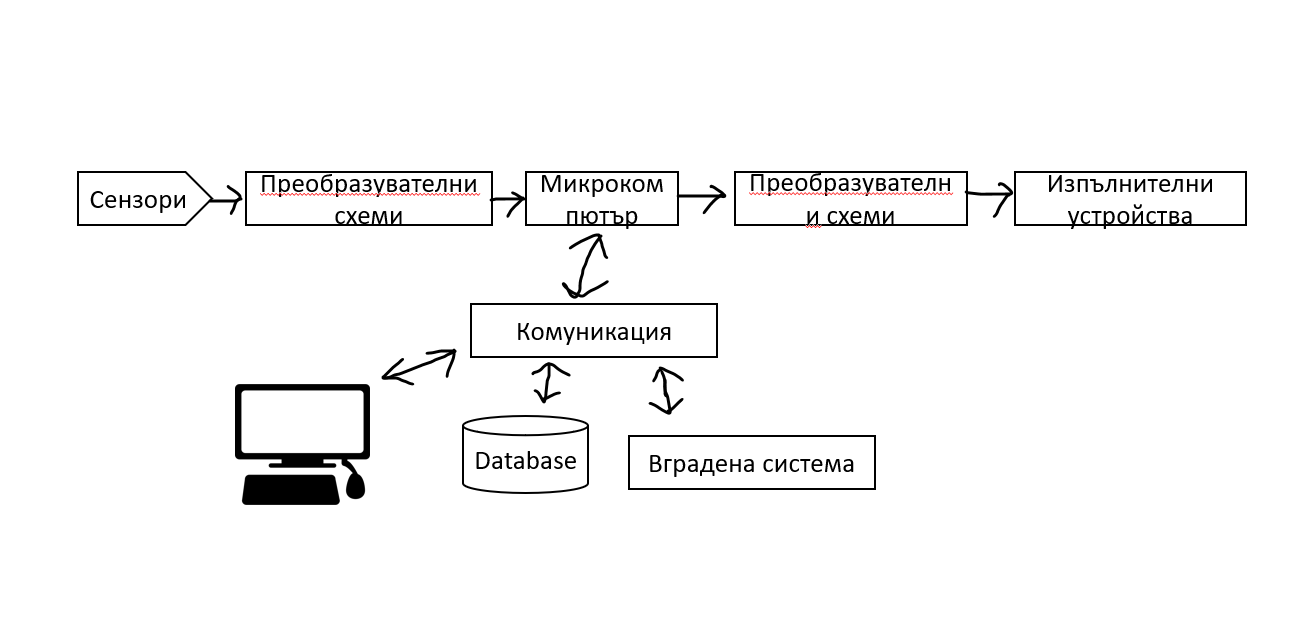 Сензори
Преобразувателни
схеми
Микроком
пютър
Преобразувателн
и схеми
Изпълнителни
устройства
Комуникация
Database
Вградена система